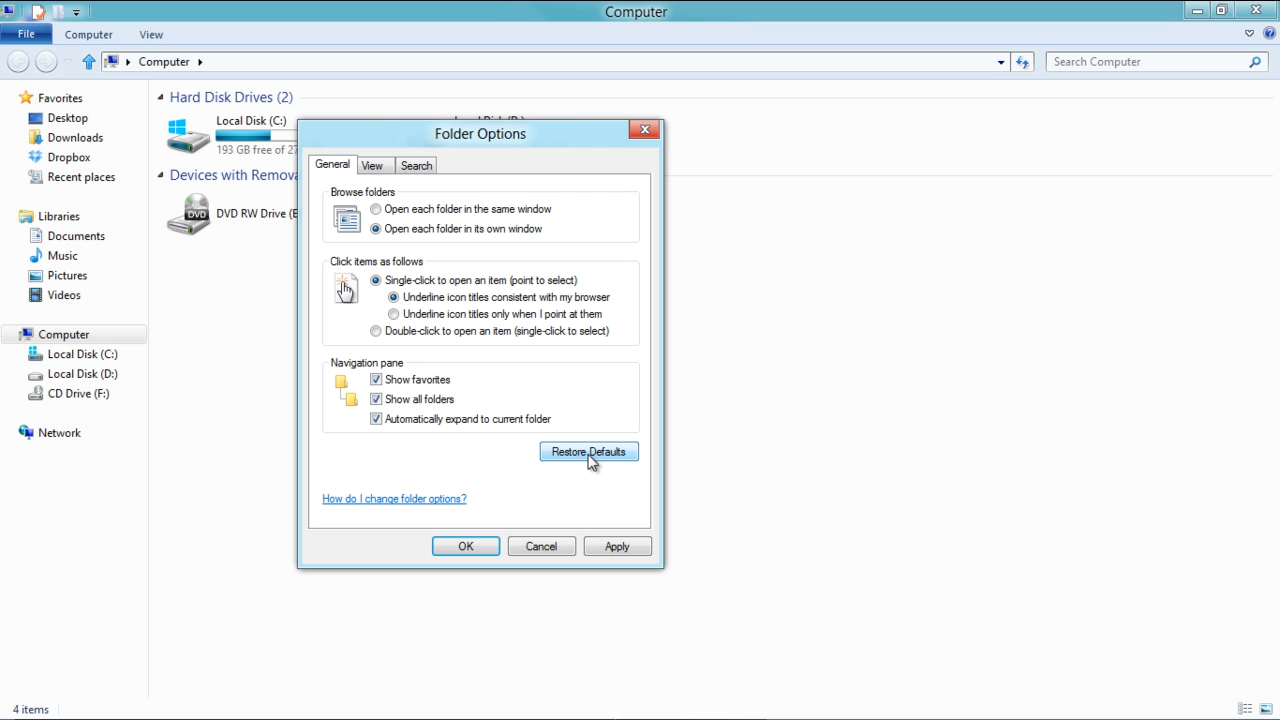 Computer
File
Computer
View
Computer
Search Computer
Favorites
Desktop
Downloads
Dropbox
Recent places
Libraries
Documents
Music
Pictures
Videos
Computer
Local Disk (C:)
Local Disk (D:)
CD Drive (F:)
Network
Hard Disk Drives (2)
Local Disk (C:)
193 GB free of 27
Devices with Remova
DVD
DVD RW Drive (E
Folder Options
General
View
Search
Browse folders
Open each folder in the same window
Open each folder in its own window
Click items as follows
Single-click to open an item (point to select)
Underline icon titles consistent with my browser
Underline icon titles only when I point at them
Double-click to open an item (single-click to select)
Navigation pane
Show favorites
Show all folders
Automatically expand to current folder
Restore Defaults
How do I change folder options?
OK
Cancel
Apply
4 items